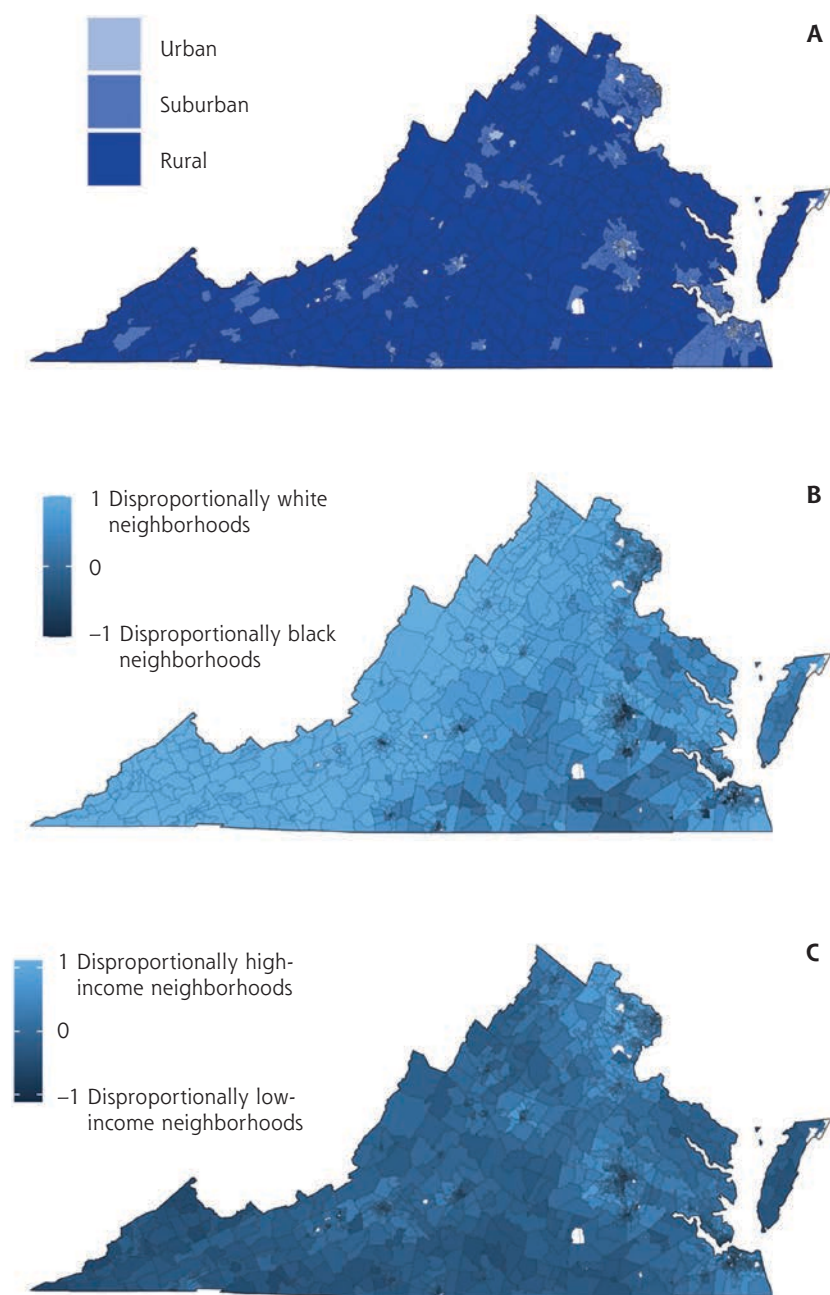 A
Urban
Suburban
Rural
B
1 Disproportionally white
neighborhoods
0
–1 Disproportionally black
neighborhoods
C
1 Disproportionally high-
income neighborhoods
0
–1 Disproportionally low-
income neighborhoods